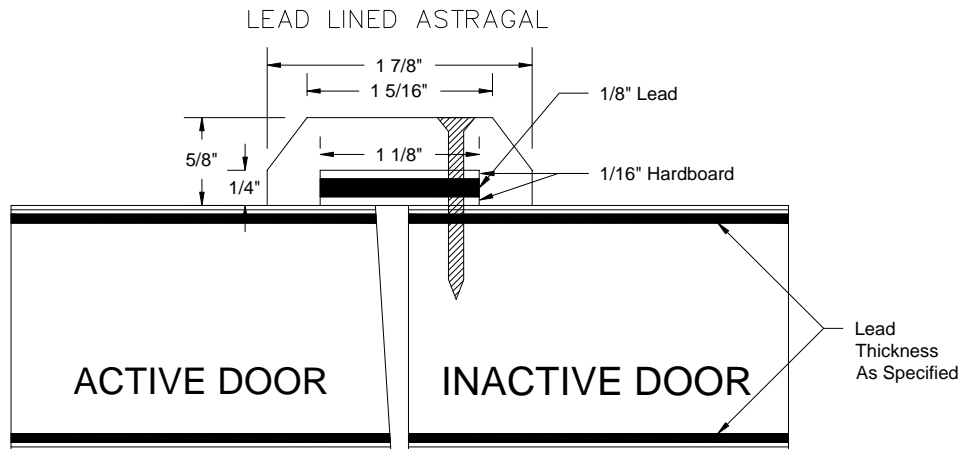 LEAD LINED ASTRAGAL
1 7/8"
1 5/16"
1/8" Lead
5/8"
1 1/8"
1/4"
1/16" Hardboard
Lead
Thickness
As Specified
ACTIVE DOOR
INACTIVE DOOR